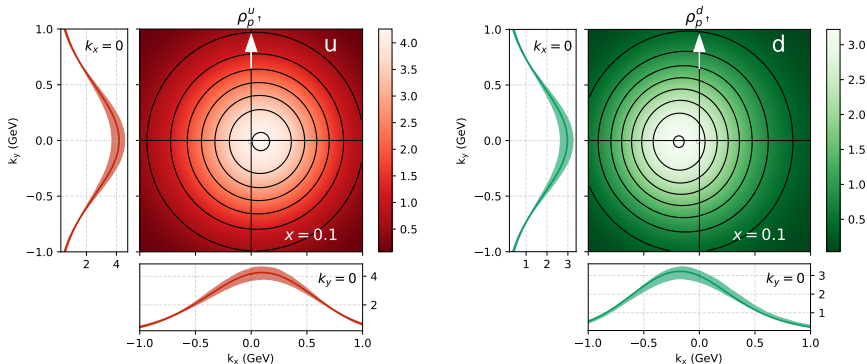 ρ^u_{p↑}
ρ^d_{p↑}
1.0
0.5
0.0
−0.5
−1.0
k_y (GeV)
k_x = 0
2 4
u
x = 0.1
4.0
3.5
3.0
2.5
2.0
1.5
1.0
0.5
k_y = 0
4
2
−1.0 −0.5 0.0 0.5 1.0
k_x (GeV)
1.0
0.5
0.0
−0.5
−1.0
k_y (GeV)
k_x = 0
1 2 3
d
x = 0.1
3.0
2.5
2.0
1.5
1.0
0.5
k_y = 0
3
2
1
−1.0 −0.5 0.0 0.5 1.0
k_x (GeV)